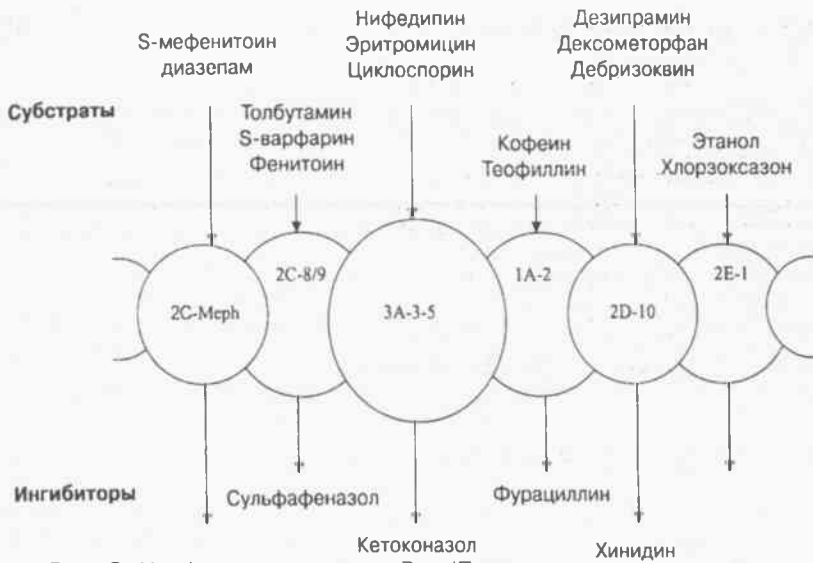 S-мефенитоин
диазепам
Нифедипин
Эритромицин
Циклоспорин
Дезипрамин
Дексометорфан
Дебризоквин
Субстраты
Толбутамин
S-варфарин
Фенитоин
Кофеин
Теофиллин
Этанол
Хлорзоксазон
2C-Meph
2C-8/9
3A-3-5
1A-2
2D-10
2E-1
Ингибиторы
Сульфафеназол
Фурациллин
Кетоконазол
Хинидин